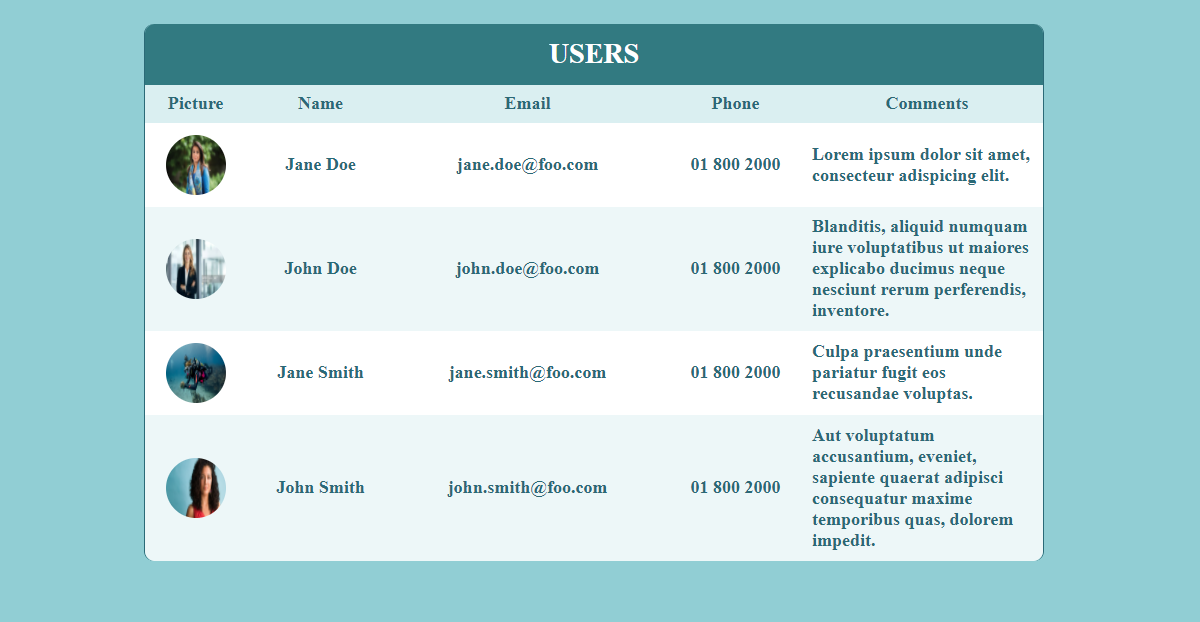 USERS
Picture Name Email Phone Comments
Jane Doe jane.doe@foo.com 01 800 2000 Lorem ipsum dolor sit amet,
consecteur adispicing elit.
John Doe john.doe@foo.com 01 800 2000 Blanditis, aliquid numquam
iure voluptatibus ut maiores
explicabo ducimus neque
nesciunt rerum perferendis,
inventore.
Jane Smith jane.smith@foo.com 01 800 2000 Culpa praesentium unde
pariatur fugit eos
recusandae voluptas.
John Smith john.smith@foo.com 01 800 2000 Aut voluptatum
accusantium, eveniet,
sapiente quaerat adipisci
consequatur maxime
temporibus quas, dolorem
impedit.